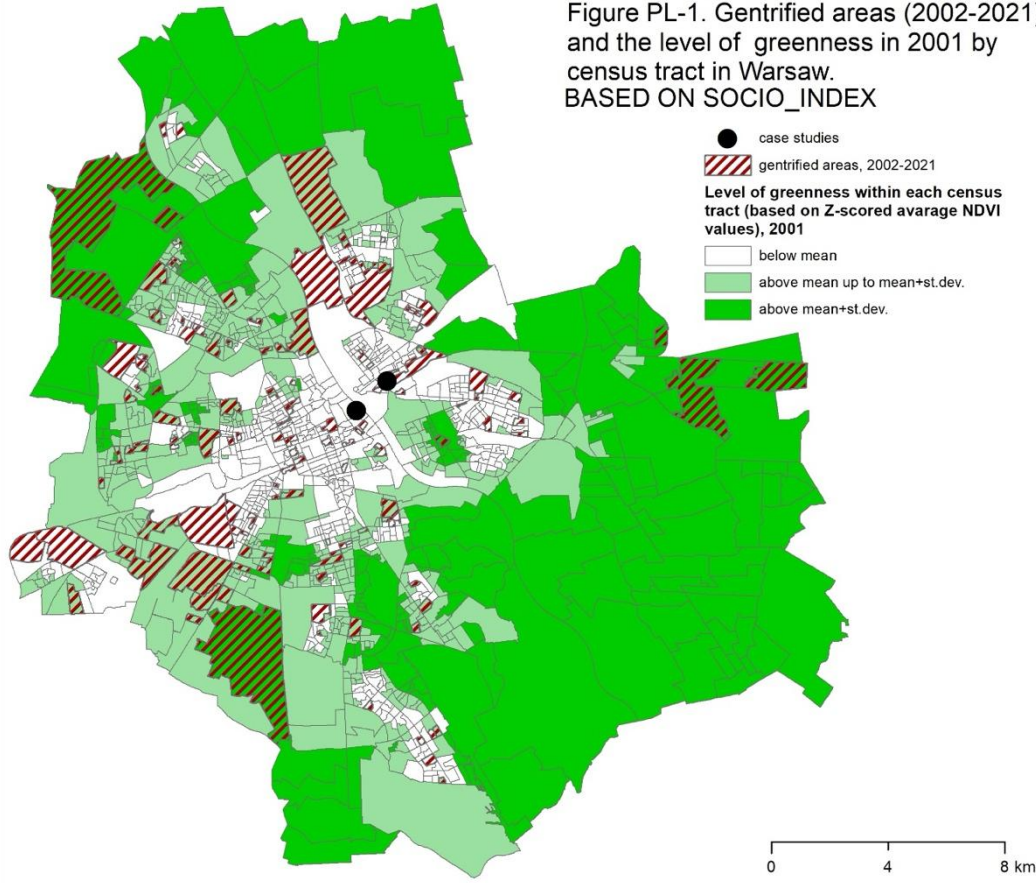 Figure PL-1. Gentrified areas (2002-2021)
and the level of greenness in 2001 by
census tract in Warsaw.
BASED ON SOCIO_INDEX
case studies
gentrified areas, 2002-2021
Level of greenness within each census
tract (based on Z-scored avarage NDVI
values), 2001
below mean
above mean up to mean+st.dev.
above mean+st.dev.
0 4 8 km